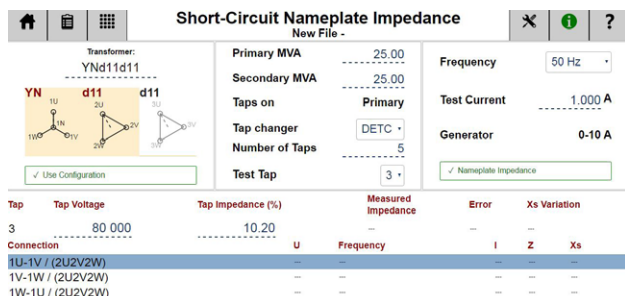 Short-Circuit Nameplate Impedance
New File -
?
Transformer:
YNd11d11
YN d11 d11
1U 2U 3U
1N 2V 3V
1W 1V
2W 3W
✓ Use Configuration
Primary MVA 25.00
Secondary MVA 25.00
Taps on Primary
Tap changer DETC
Number of Taps 5
Test Tap 3
Frequency 50 Hz
Test Current 1.000 A
Generator 0-10 A
✓ Nameplate Impedance
Tap Tap Voltage Tap Impedance (%) Measured Impedance Error Xs Variation
3 80 000 10.20 -- -- --
Connection U Frequency I Z Xs
1U-1V / (2U2V2W) -- -- -- -- --
1V-1W / (2U2V2W) -- -- -- -- --
1W-1U / (2U2V2W) -- -- -- -- --